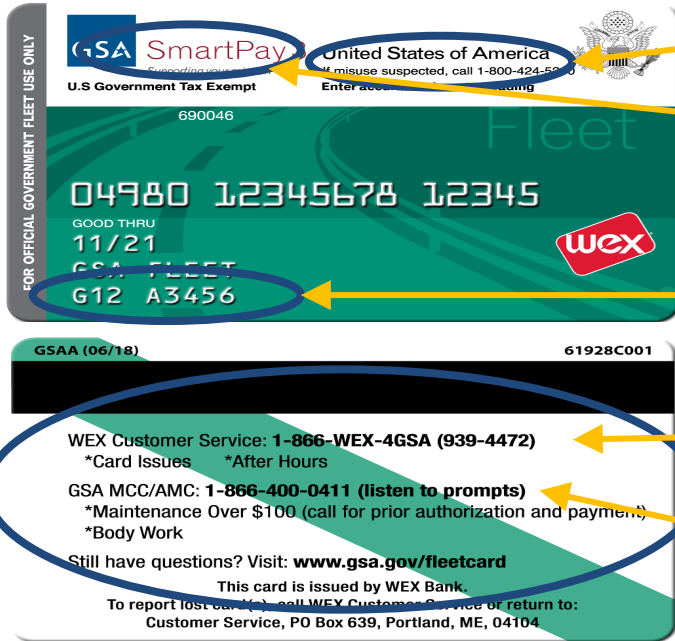 FOR OFFICIAL GOVERNMENT FLEET USE ONLY
GSA SmartPay 3
Supporting your
United States of America
If misuse suspected, call 1-800-424-5
U.S Government Tax Exempt
Enter
690046
Fleet
04980 12345678 12345
GOOD THRU
11/21
wex
GSA FLEET
G12 A3456
GSAA (06/18)
61928C001
WEX Customer Service: 1-866-WEX-4GSA (939-4472)
*Card Issues *After Hours
GSA MCC/AMC: 1-866-400-0411 (listen to prompts)
*Maintenance Over $100 (call for prior authorization and payment)
*Body Work
Still have questions? Visit: www.gsa.gov/fleetcard
This card is issued by WEX Bank.
To report lost card(s), call WEX Customer Service or return to:
Customer Service, PO Box 639, Portland, ME, 04104